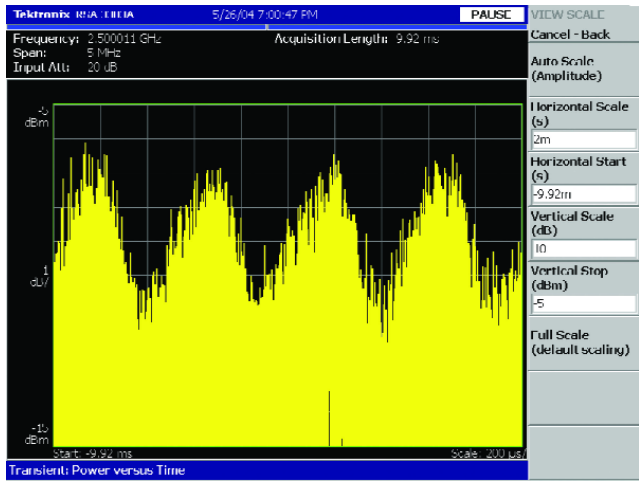 Tektronix RSA 3303A 5/26/04 7:00:47 PM PAUSE
Frequency: 2.500011 GHz Acquisition Length: 9.92 ms
Span: 5 MHz
Input Att: 20 dB
-5
dBm
1
dB/
-15
dBm
Start: -9.92 ms Scale: 200 µs/
Transient: Power versus Time
VIEW SCALE
Cancel - Back
Auto Scale
(Amplitude)
Horizontal Scale
(s)
2m
Horizontal Start
(s)
-9.92m
Vertical Scale
(dB)
10
Vertical Stop
(dBm)
-5
Full Scale
(default scaling)